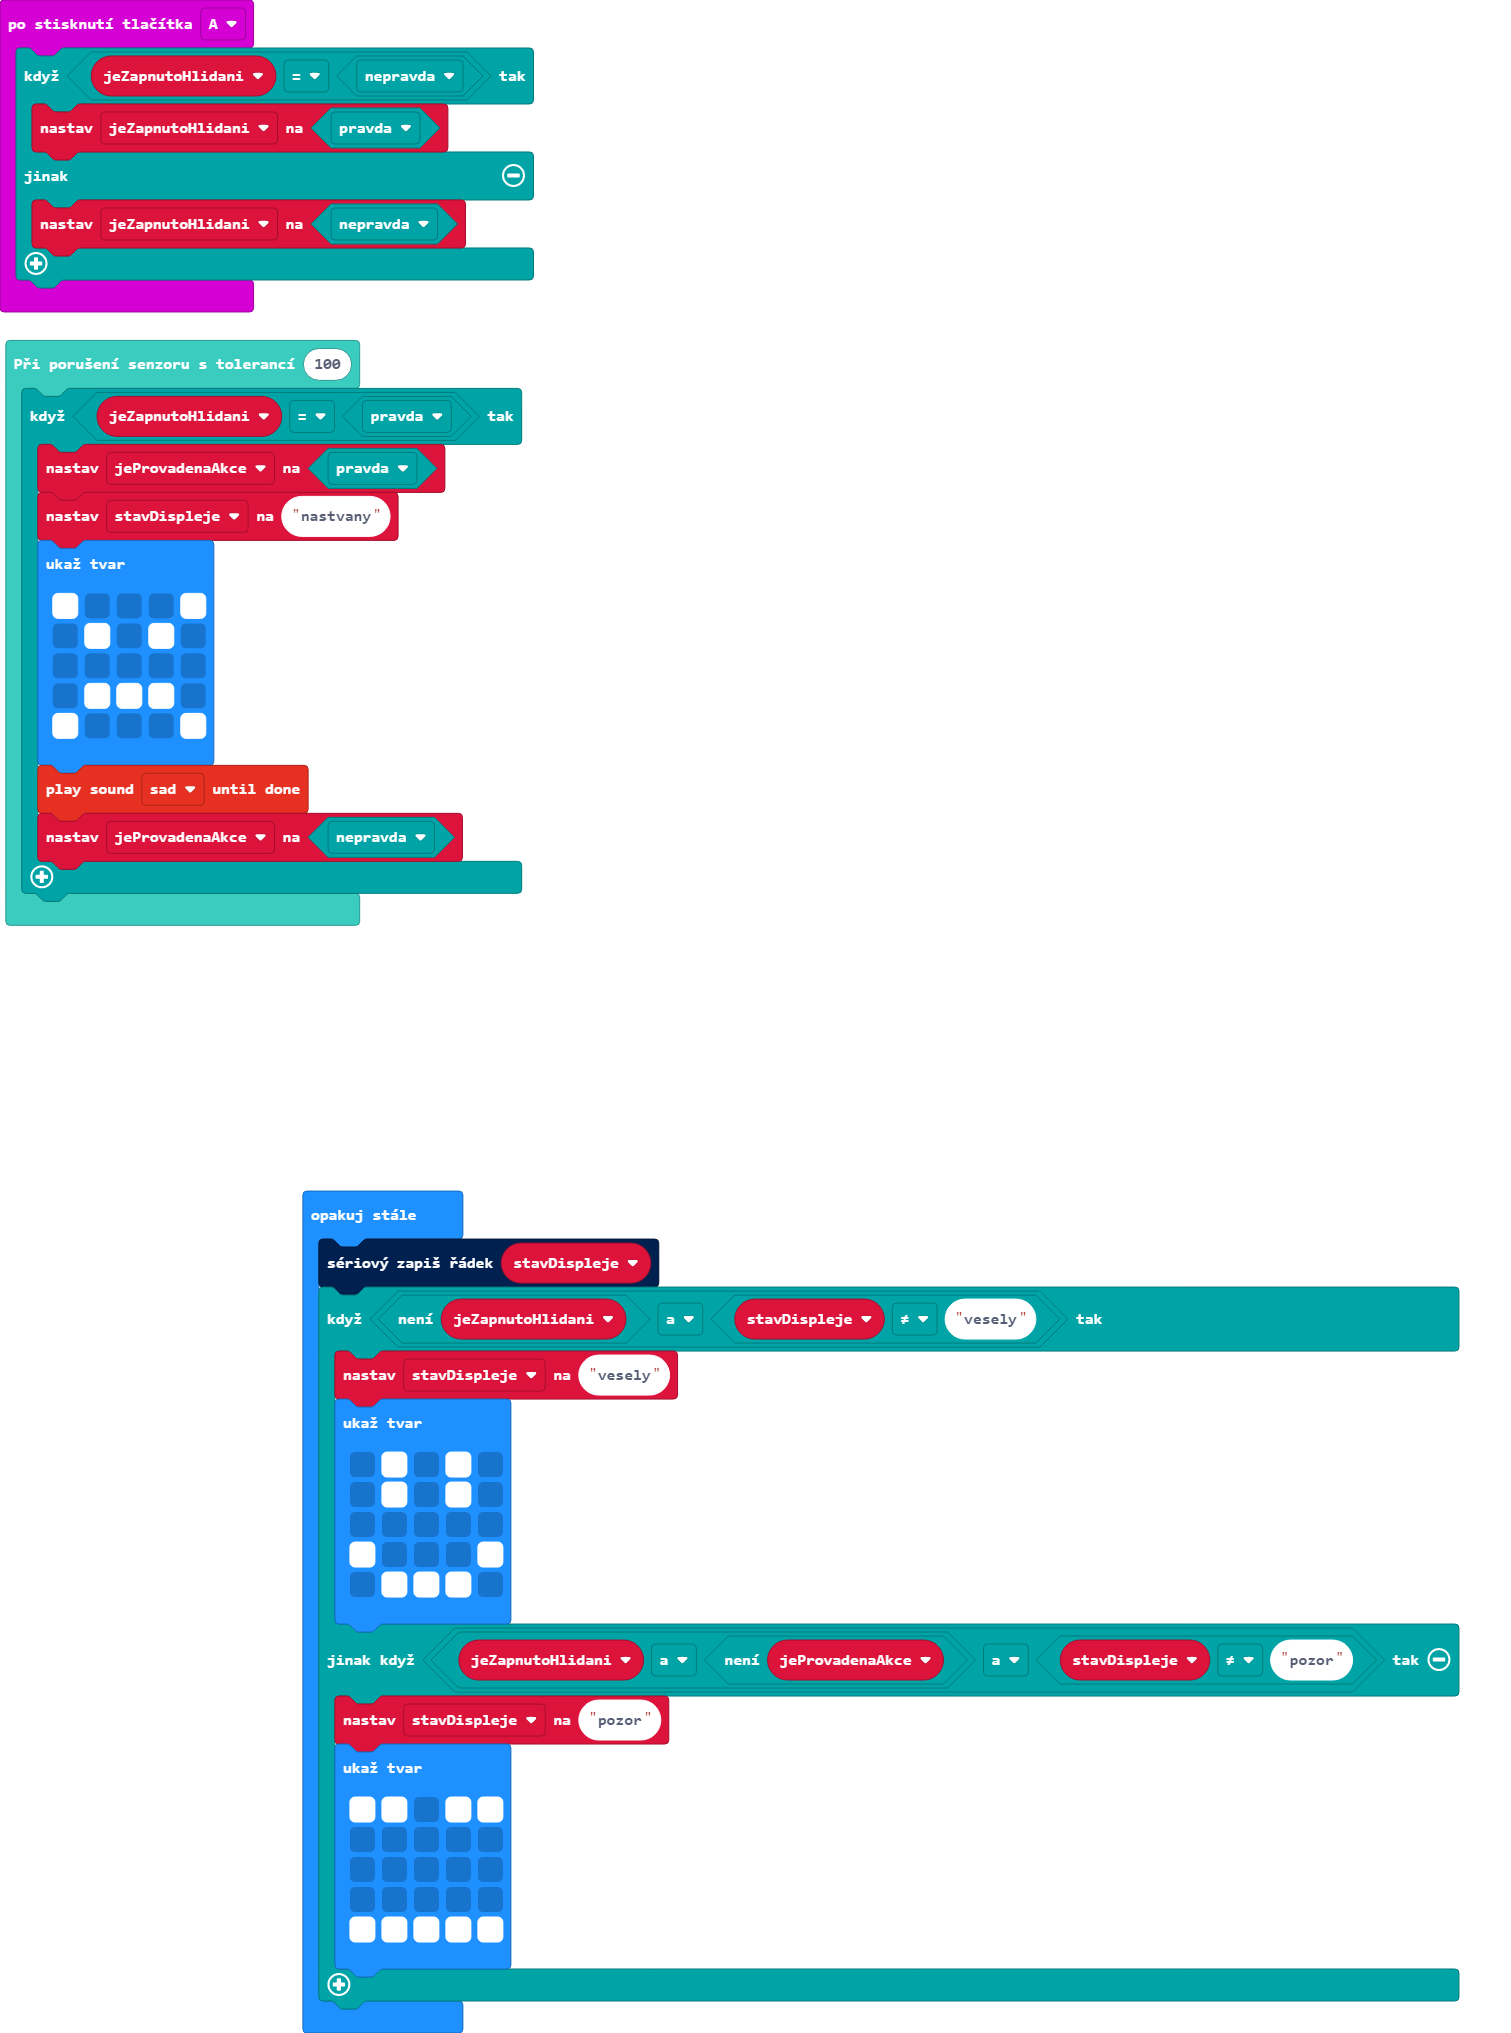 po stisknutí tlačítka A
když jeZapnutoHlidani = nepravda tak
nastav jeZapnutoHlidani na pravda
jinak
nastav jeZapnutoHlidani na nepravda
Při porušení senzoru s tolerancí 100
když jeZapnutoHlidani = pravda tak
nastav jeProvadenaAkce na pravda
nastav stavDispleje na "nastvany"
ukaž tvar
play sound sad until done
nastav jeProvadenaAkce na nepravda
opakuj stále
sériový zapiš řádek stavDispleje
když není jeZapnutoHlidani a stavDispleje ≠ "vesely" tak
nastav stavDispleje na "vesely"
ukaž tvar
jinak když jeZapnutoHlidani a není jeProvadenaAkce a stavDispleje ≠ "pozor" tak
nastav stavDispleje na "pozor"
ukaž tvar